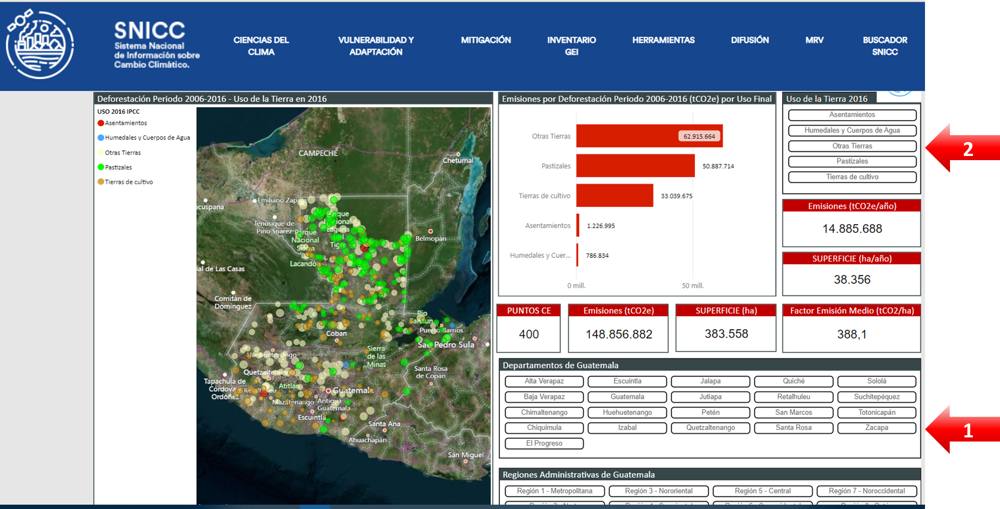 SNICC
Sistema Nacional
de Información sobre
Cambio Climático.
CIENCIAS DEL
CLIMA
VULNERABILIDAD Y
ADAPTACIÓN
MITIGACIÓN
INVENTARIO
GEI
HERRAMIENTAS
DIFUSIÓN
MRV
BUSCADOR
SNICC
Deforestación Periodo 2006-2016 - Uso de la Tierra en 2016
USO 2016 IPCC
Asentamientos
Humedales y Cuerpos de Agua
Otras Tierras
Pastizales
Tierras de cultivo
CAMPECHE
Chetumal
Emiliano Zapa
cuspana
Tenosique de
Pino Suárez
Parque
Nacional
Laguna
del
Tigre
Parque
Nacional
Sierra
De
Lacandó
Belmopán
al de Las Casas
Comitán de
Domínguez
Rio
Sarstun
Puerto Barrios
Coban
San Pedro Sula
Sierra
de las
Minas
Huehuetenango
Quetzalten
Santa Rosa
de Copán
Tapachula de
Córdova y
Ordóñez
Retalhuleu
Atitlan
Guatemal
Mazatenango
Antigua
Guatemala
Escuintla
Santa Ana
Ahuachapán
San Miguel
Emisiones por Deforestación Periodo 2006-2016 (tCO2e) por Uso Final
Otras Tierras 62.915.664
Pastizales 50.887.714
Tierras de cultivo 33.039.675
Asentamientos 1.226.995
Humedales y Cuer... 786.834
0 mill. 50 mill.
Uso de la Tierra 2016
Asentamientos
Humedales y Cuerpos de Agua
Otras Tierras
Pastizales
Tierras de cultivo
2
Emisiones (tCO2e/año)
14.885.688
SUPERFICIE (ha/año)
38.356
PUNTOS CE
400
Emisiones (tCO2e)
148.856.882
SUPERFICIE (ha)
383.558
Factor Emisión Medio (tCO2/ha)
388,1
Departamentos de Guatemala
Alta Verapaz Escuintla Jalapa Quiché Sololá
Baja Verapaz Guatemala Jutiapa Retalhuleu Suchitepéquez
Chimaltenango Huehuetenango Petén San Marcos Totonicapán
Chiquimula Izabal Quetzaltenango Santa Rosa Zacapa
El Progreso
1
Regiones Administrativas de Guatemala
Región 1 - Metropolitana Región 3 - Nororiental Región 5 - Central Región 7 - Noroccidental